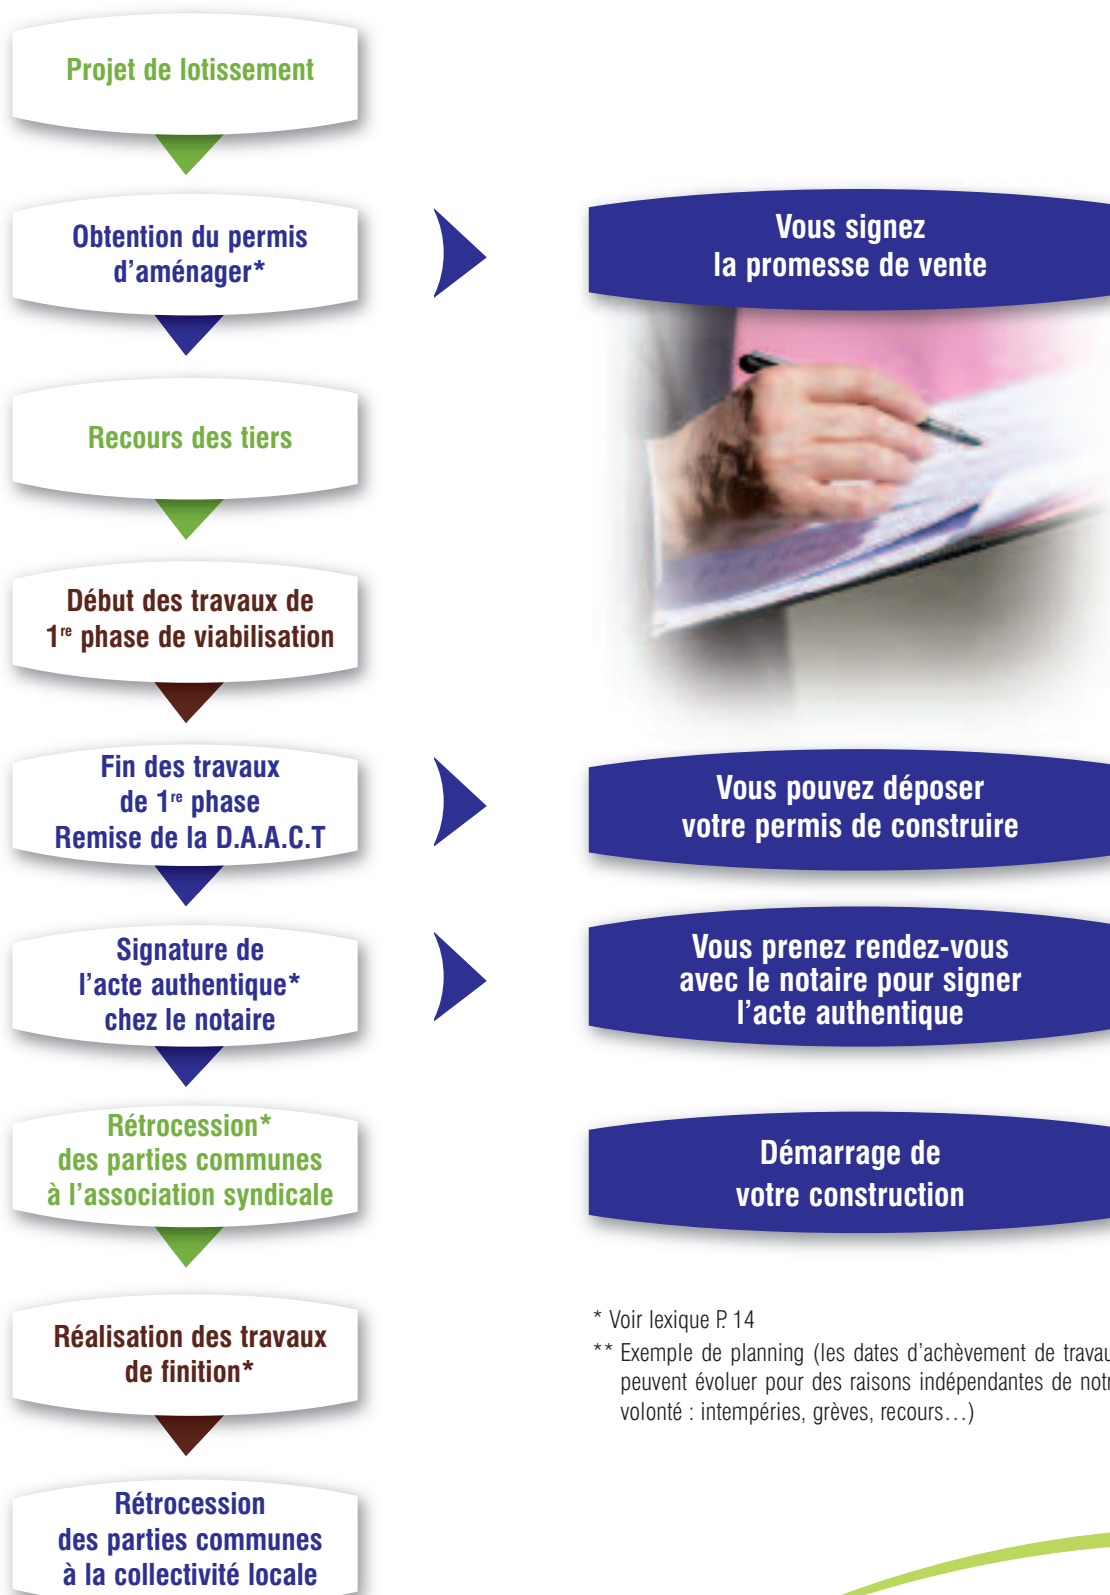 Projet de lotissement
Obtention du permis
d'aménager*
Vous signez
la promesse de vente
Recours des tiers
Début des travaux de
1re phase de viabilisation
Fin des travaux
de 1re phase
Remise de la D.A.A.C.T
Vous pouvez déposer
votre permis de construire
Signature de
l'acte authentique*
chez le notaire
Vous prenez rendez-vous
avec le notaire pour signer
l'acte authentique
Rétrocession*
des parties communes
à l'association syndicale
Démarrage de
votre construction
Réalisation des travaux
de finition*
Rétrocession
des parties communes
à la collectivité locale
* Voir lexique P. 14
** Exemple de planning (les dates d'achèvement de travau
peuvent évoluer pour des raisons indépendantes de notr
volonté : intempéries, grèves, recours…)